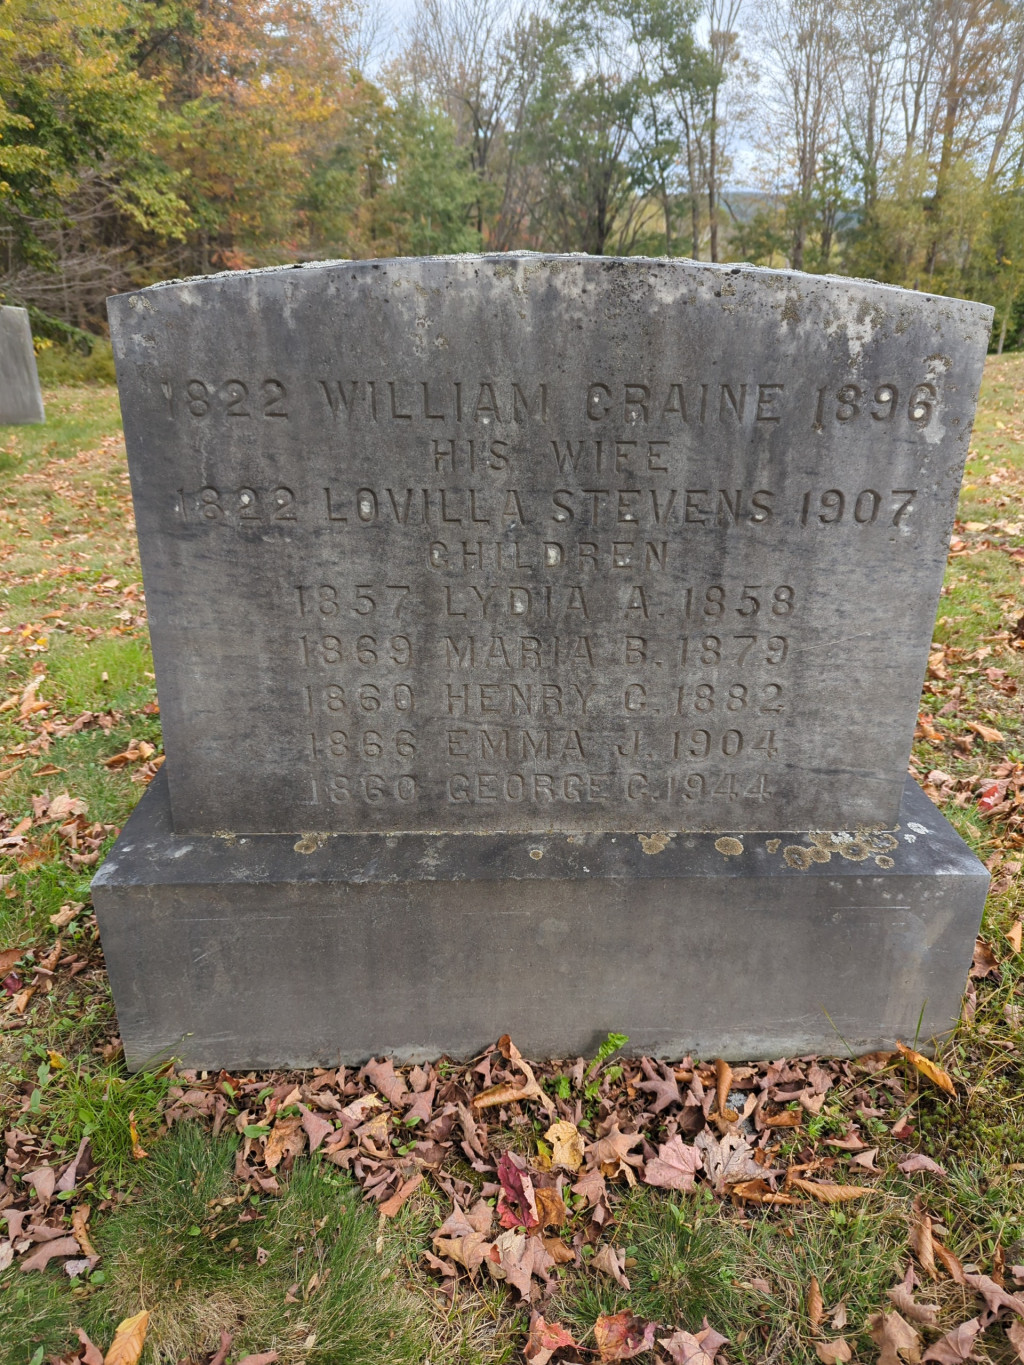 1822 WILLIAM CRAINE 1896
HIS WIFE
1822 LOVILLA STEVENS 1907
CHILDREN
1857 LYDIA A. 1858
1869 MARIA B. 1879
1860 HENRY C. 1882
1866 EMMA J. 1904
1860 GEORGE C. 1944